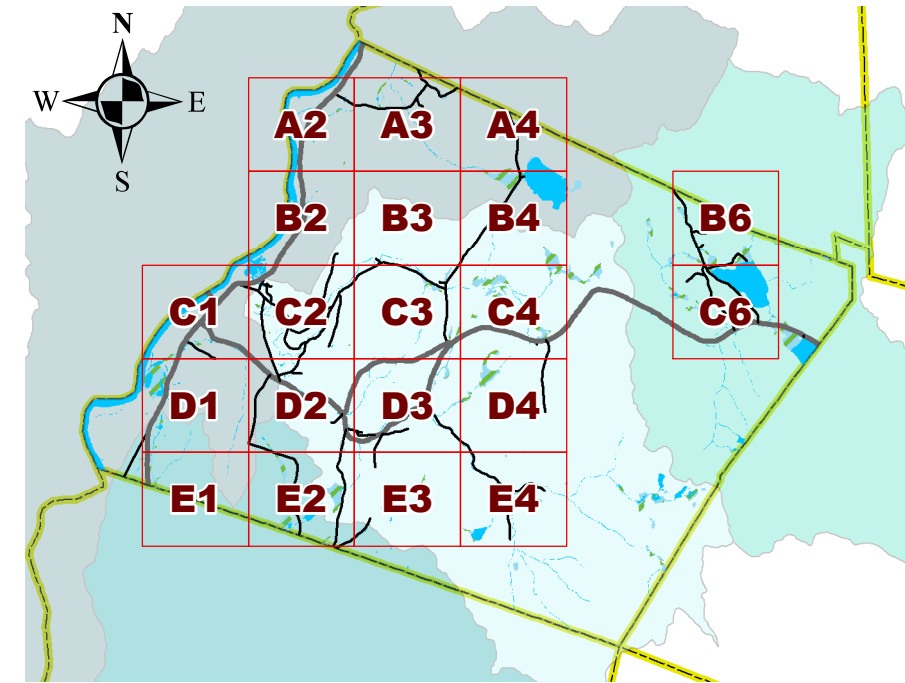 N
W E
S
A2 A3 A4
B2 B3 B4 B6
C1 C2 C3 C4 C6
D1 D2 D3 D4
E1 E2 E3 E4